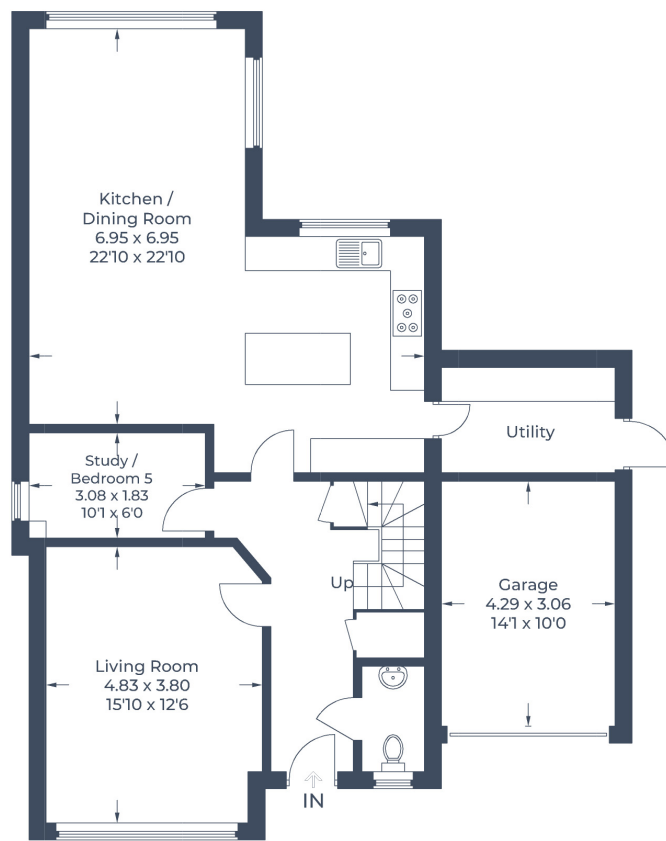 Kitchen /
Dining Room
6.95 x 6.95
22'10 x 22'10
Utility
Study /
Bedroom 5
3.08 x 1.83
10'1 x 6'0
Up
Garage
4.29 x 3.06
14'1 x 10'0
Living Room
4.83 x 3.80
15'10 x 12'6
IN